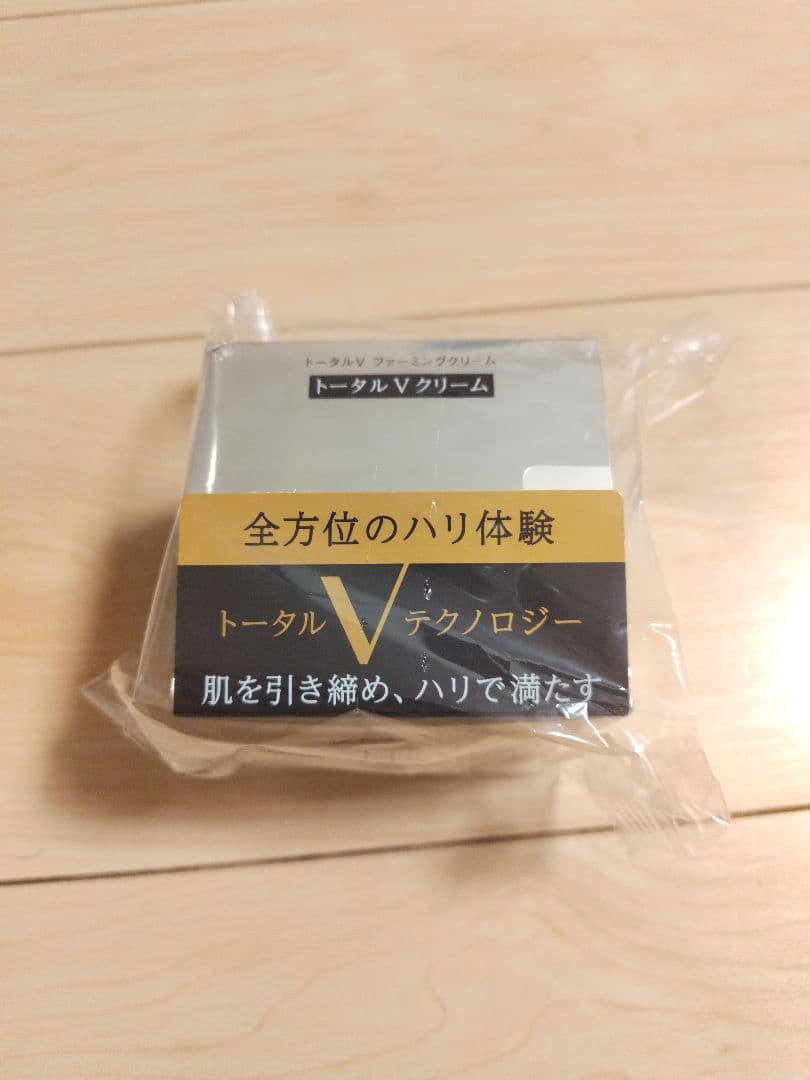 トータルV ファーミングクリーム
トータル V クリーム
全方位のハリ体験
トータル V テクノロジー
肌を引き締め、ハリで満たす